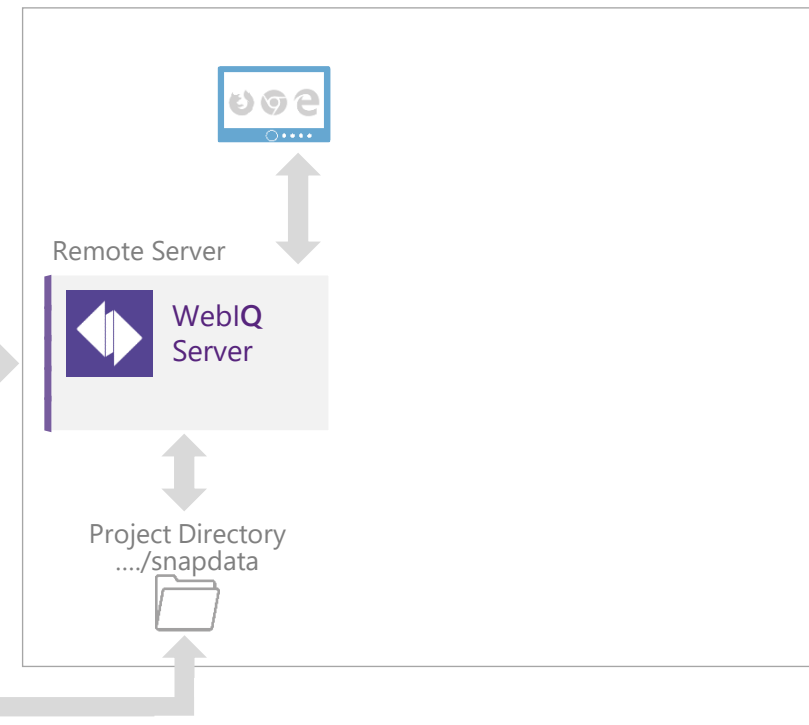 Remote Server
WebIQ
Server
Project Directory
…./snapdata